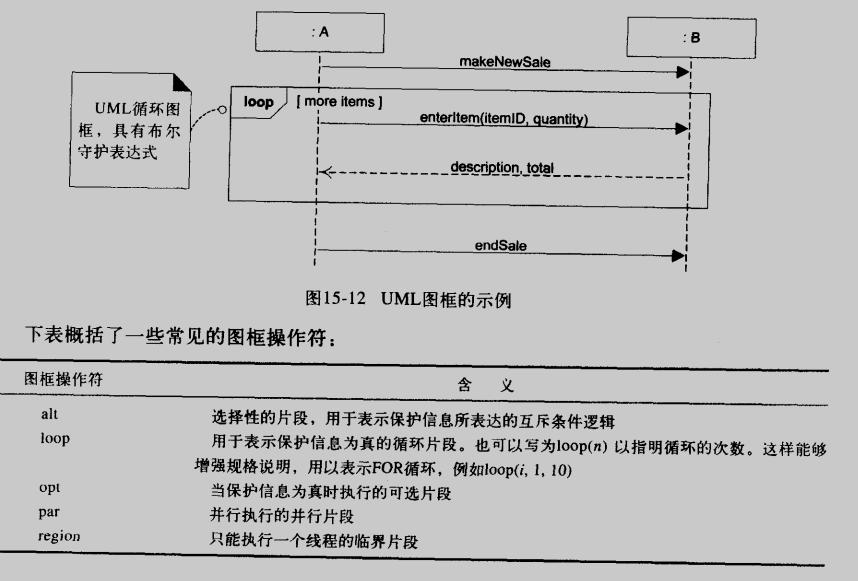 : A
: B
makeNewSale
UML循环图
框，具有布尔
守护表达式
loop
[ more items ]
enterItem(itemID, quantity)
description, total
endSale
图15-12 UML图框的示例
下表概括了一些常见的图框操作符：
图框操作符 含 义
alt 选择性的片段，用于表示保护信息所表达的互斥条件逻辑
loop 用于表示保护信息为真的循环片段。也可以写为loop(n) 以指明循环的次数。这样能够
增强规格说明，用以表示FOR循环，例如loop(i, 1, 10)
opt 当保护信息为真时执行的可选片段
par 并行执行的并行片段
region 只能执行一个线程的临界片段